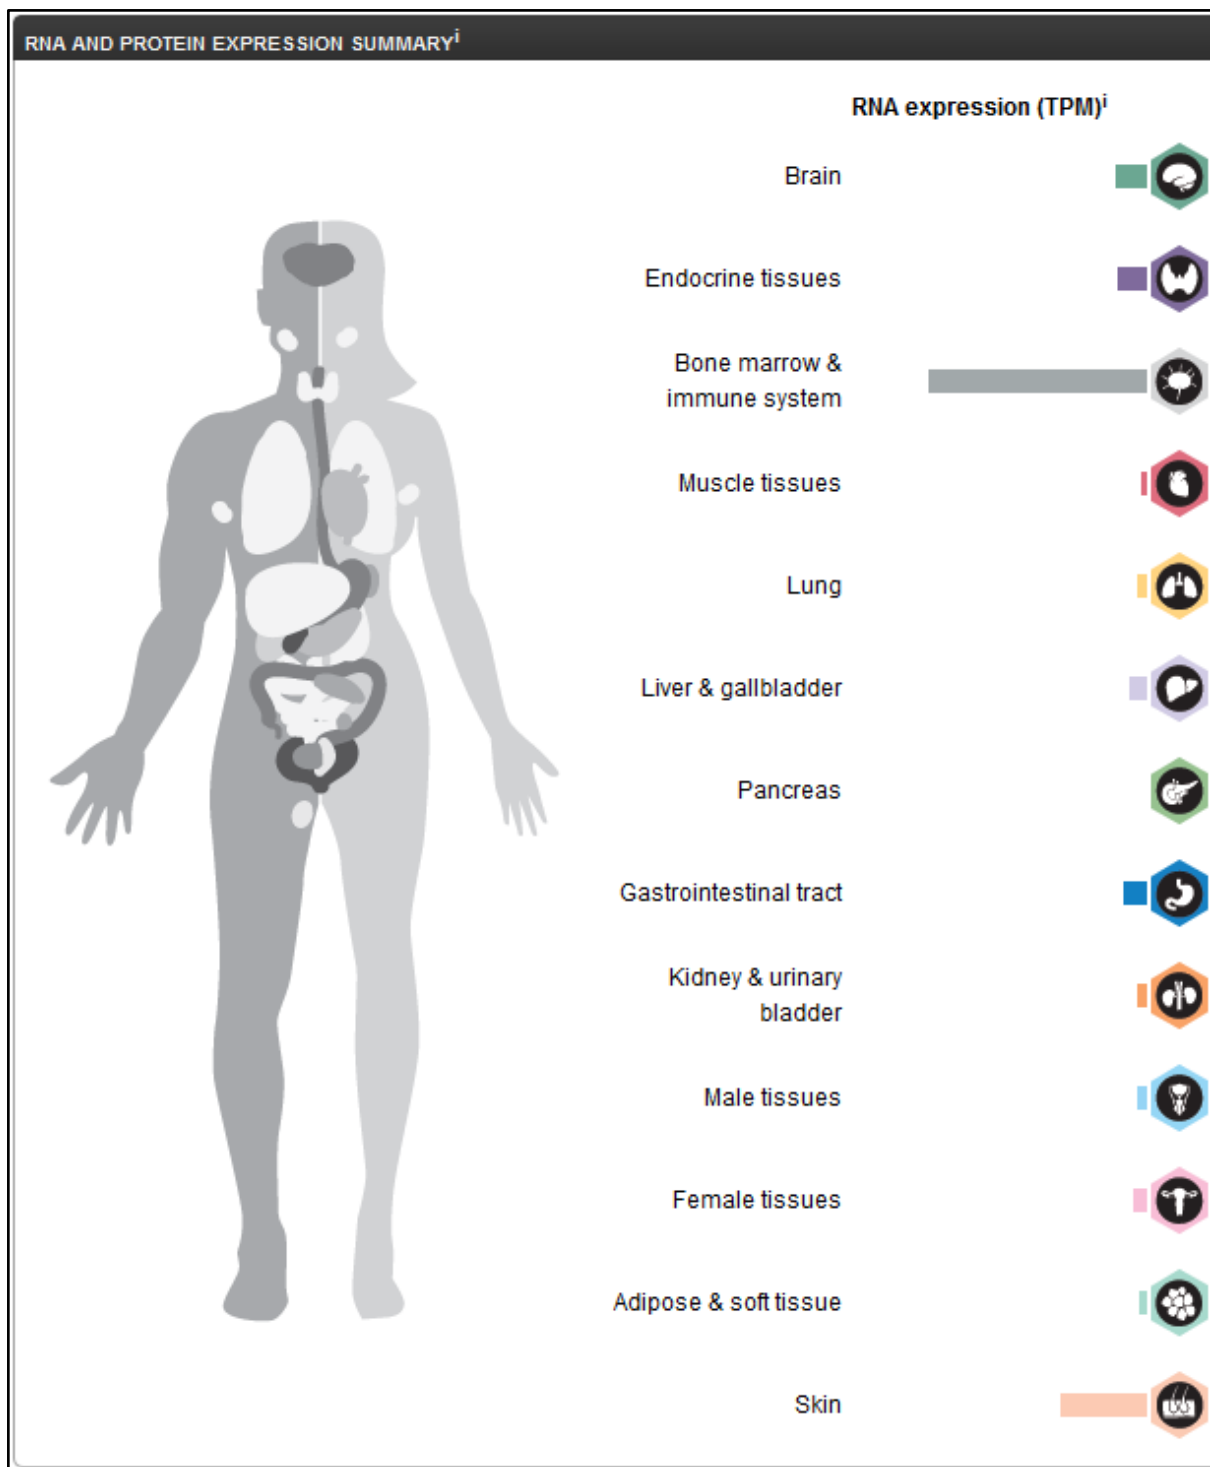 RNA AND PROTEIN EXPRESSION SUMMARYⁱ
RNA expression (TPM)ⁱ
Brain
Endocrine tissues
Bone marrow &
immune system
Muscle tissues
Lung
Liver & gallbladder
Pancreas
Gastrointestinal tract
Kidney & urinary
bladder
Male tissues
Female tissues
Adipose & soft tissue
Skin